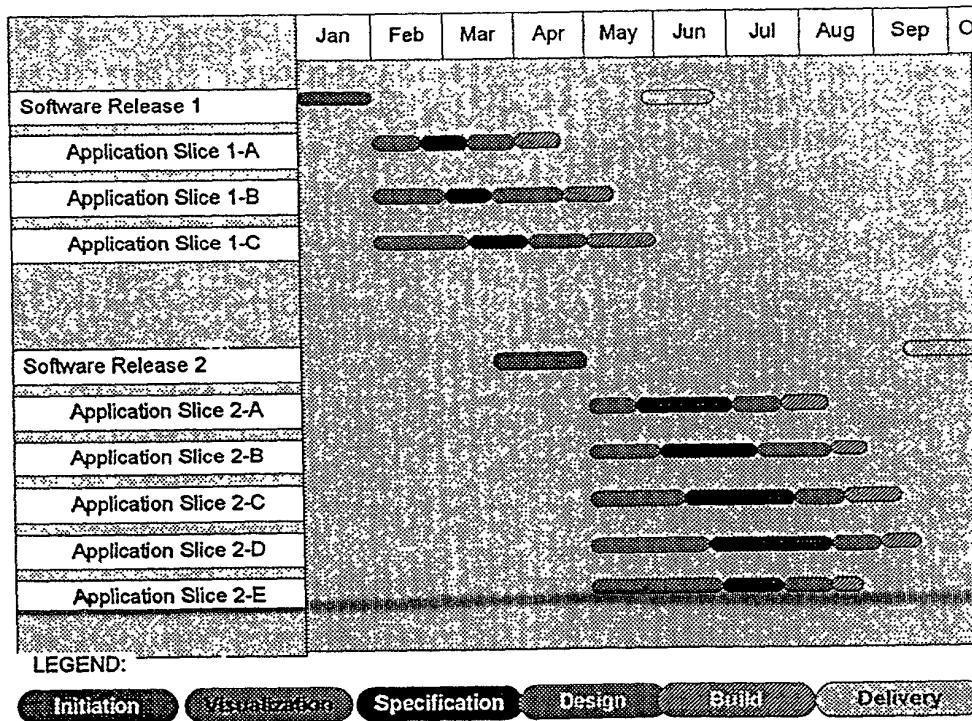 Jan Feb Mar Apr May Jun Jul Aug Sep
Software Release 1
Application Slice 1-A
Application Slice 1-B
Application Slice 1-C
Software Release 2
Application Slice 2-A
Application Slice 2-B
Application Slice 2-C
Application Slice 2-D
Application Slice 2-E
LEGEND:
Initiation Visualization Specification Design Build Delivery